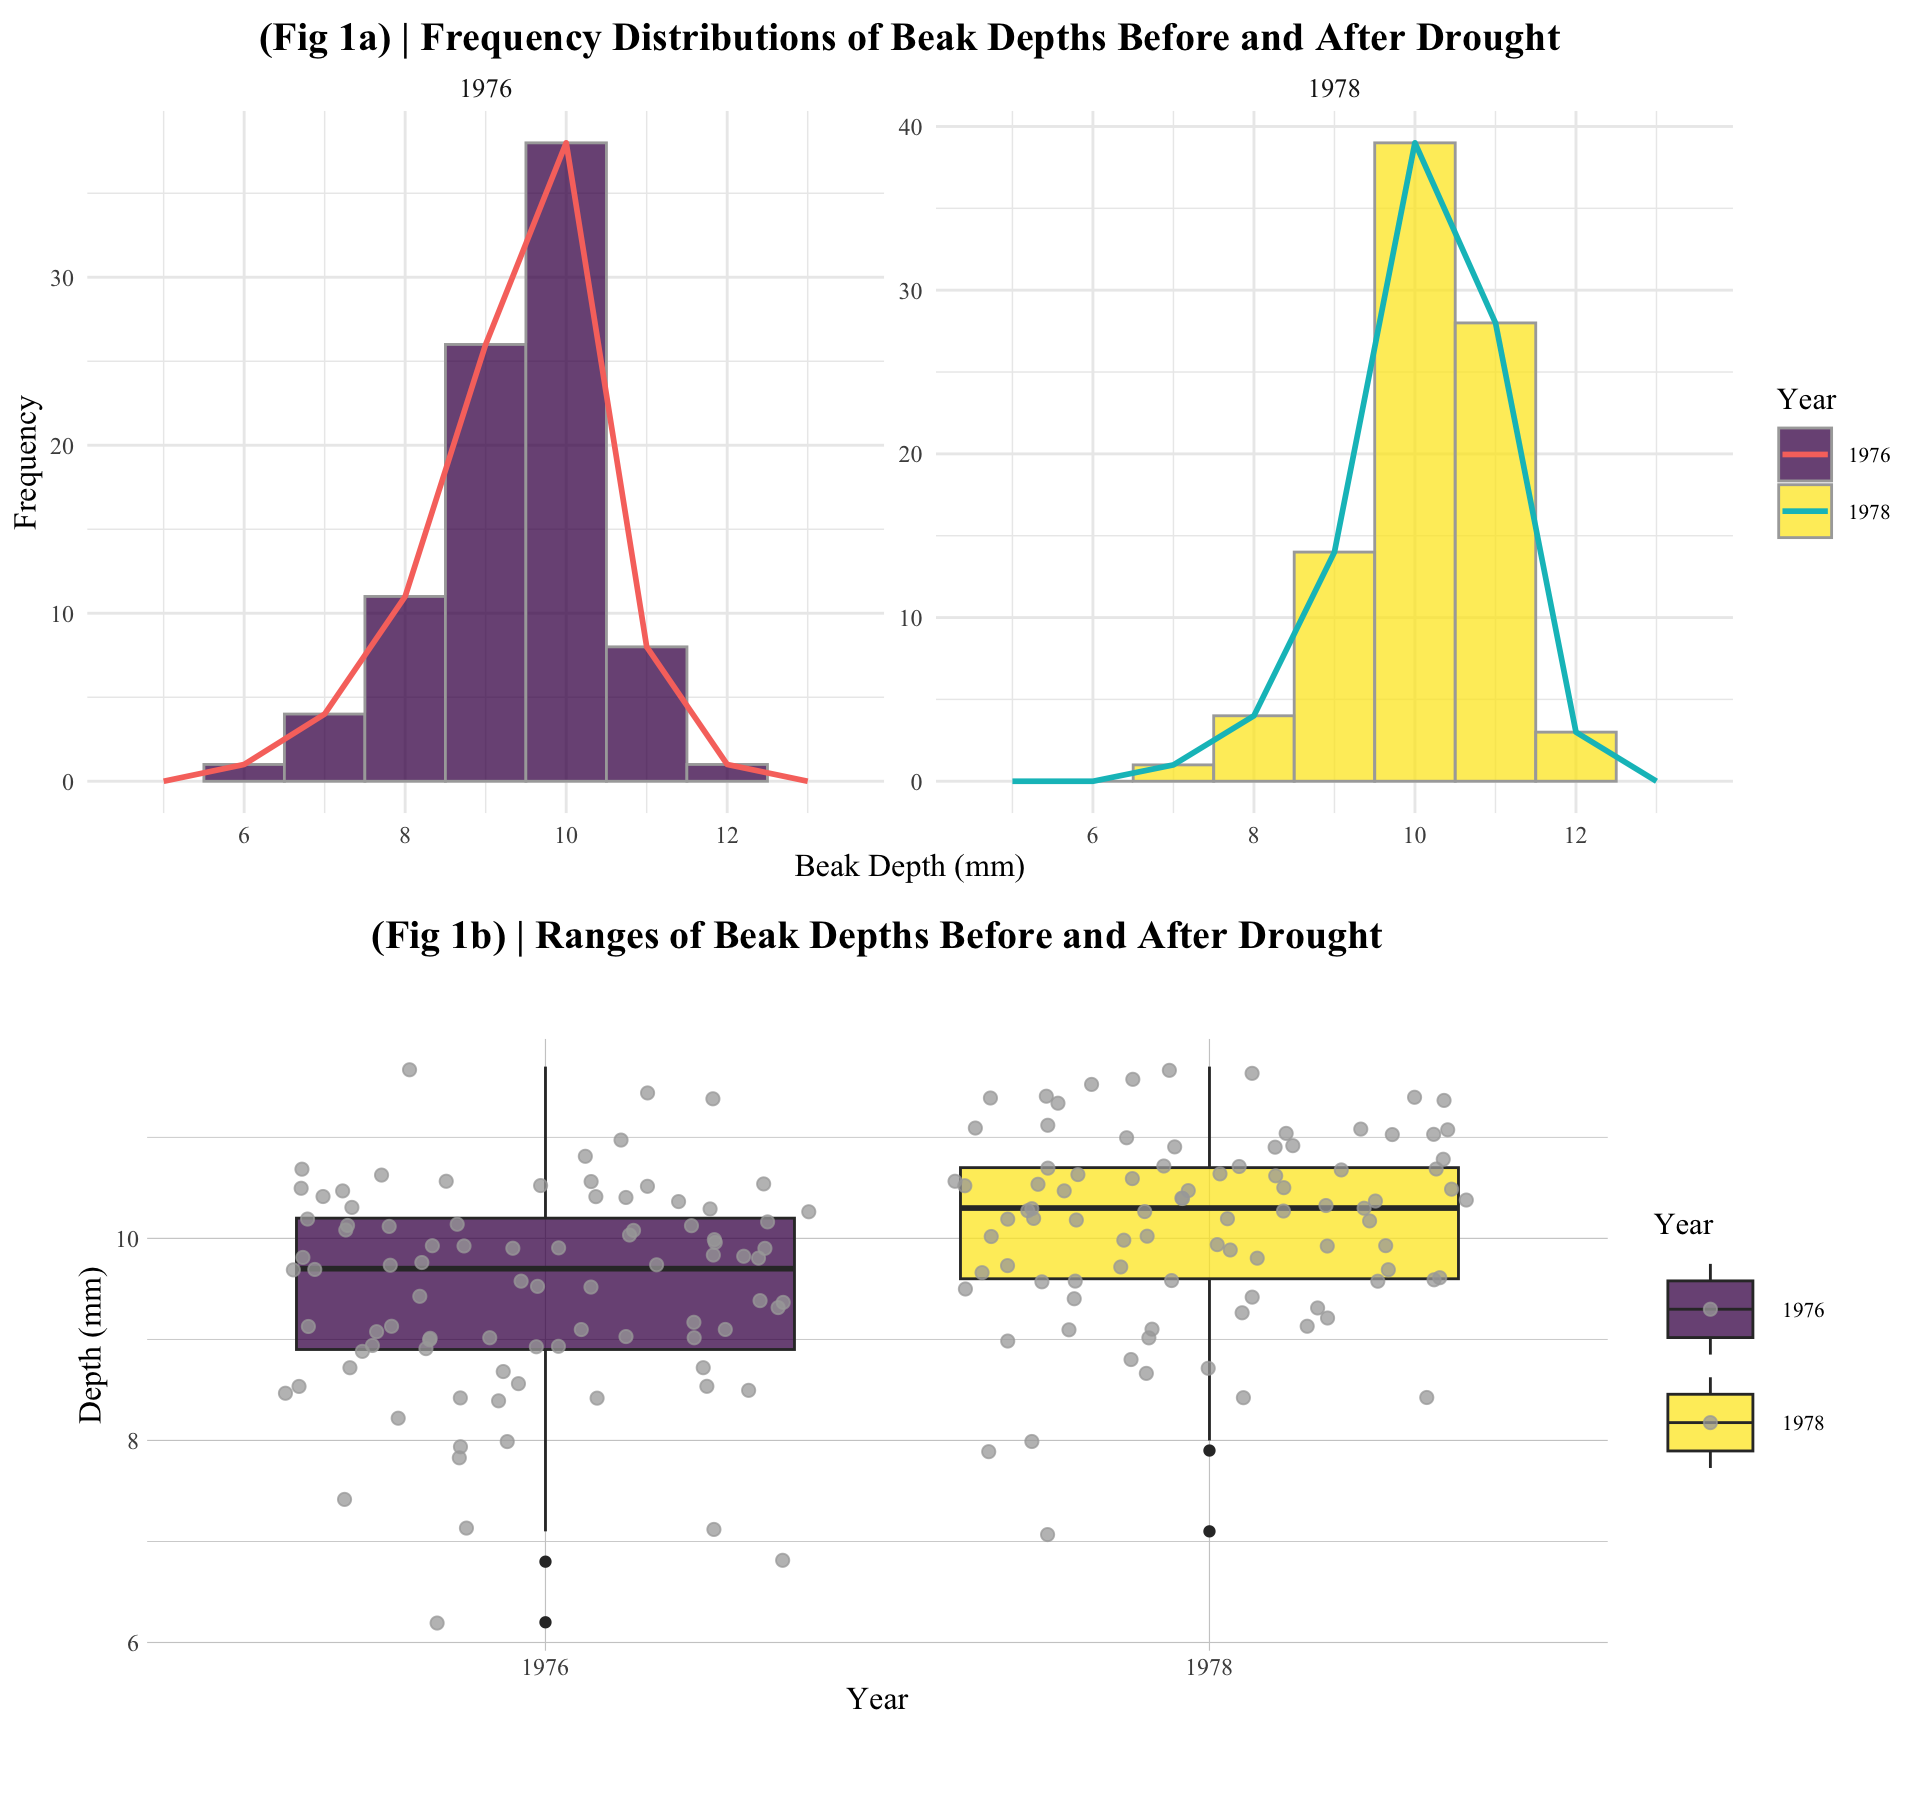 (Fig 1a) | Frequency Distributions of Beak Depths Before and After Drought
1976
1978
Frequency
30
20
10
0
40
30
20
10
0
6 8 10 12
6 8 10 12
Beak Depth (mm)
Year
1976
1978
(Fig 1b) | Ranges of Beak Depths Before and After Drought
Depth (mm)
10
8
6
1976
1978
Year
Year
1976
1978